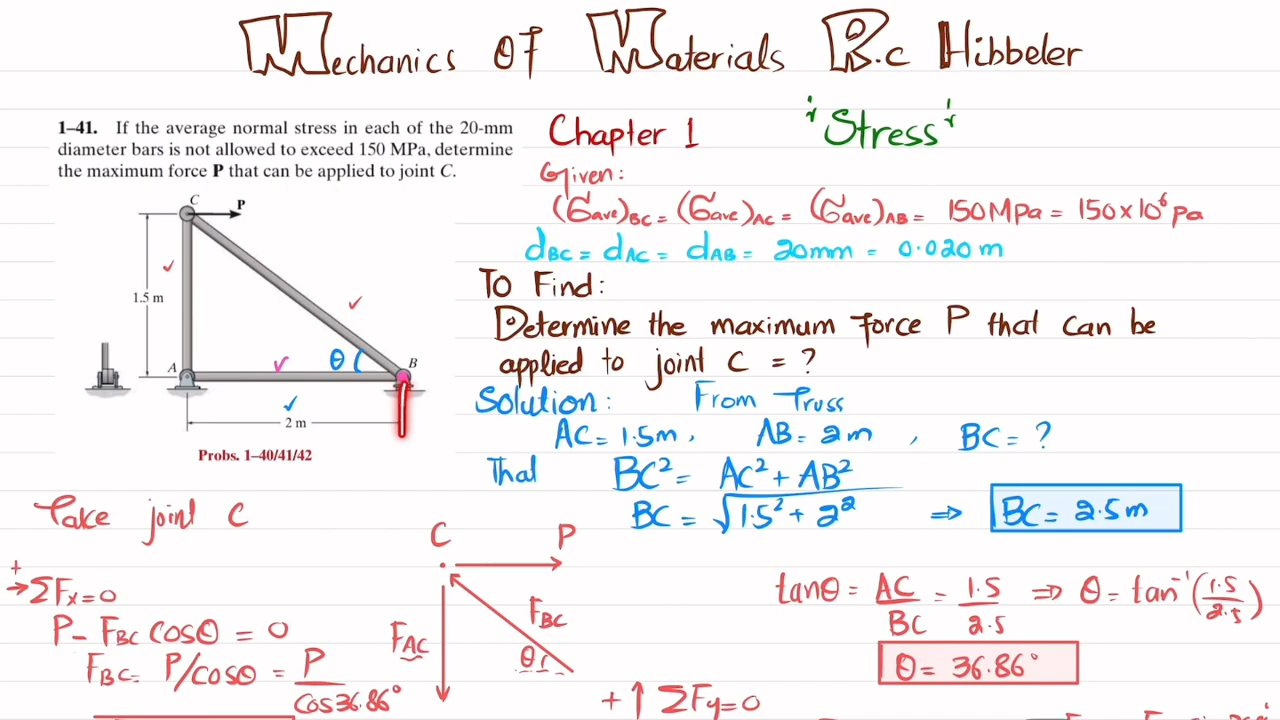 Mechanics Of Materials R.c Hibbeler
1–41. If the average normal stress in each of the 20-mm
diameter bars is not allowed to exceed 150 MPa, determine
the maximum force P that can be applied to joint C.
C
P
1.5 m
A
θ
B
2 m
Probs. 1–40/41/42
Chapter 1 "Stress"
Given:
(σave)BC = (σave)AC = (σave)AB = 150MPa = 150×10⁶ Pa
dBC = dAC = dAB = 20mm = 0.020m
To Find:
Determine the maximum force P that can be
applied to joint C = ?
Solution: From Truss
AC = 1.5m, AB = 2m , BC = ?
That BC² = AC² + AB²
BC = √1.5² + 2² ⇒ BC = 2.5m
Take joint C
+→ ΣFx=0
P - FBC cosθ = 0
FBC = P/cosθ = P/cos36.86°
C
P
FAC
FBC
θ
+↑ ΣFy=0
tanθ = AC/BC = 1.5/2.5 ⇒ θ = tan⁻¹(1.5/2.5)
θ = 36.86°